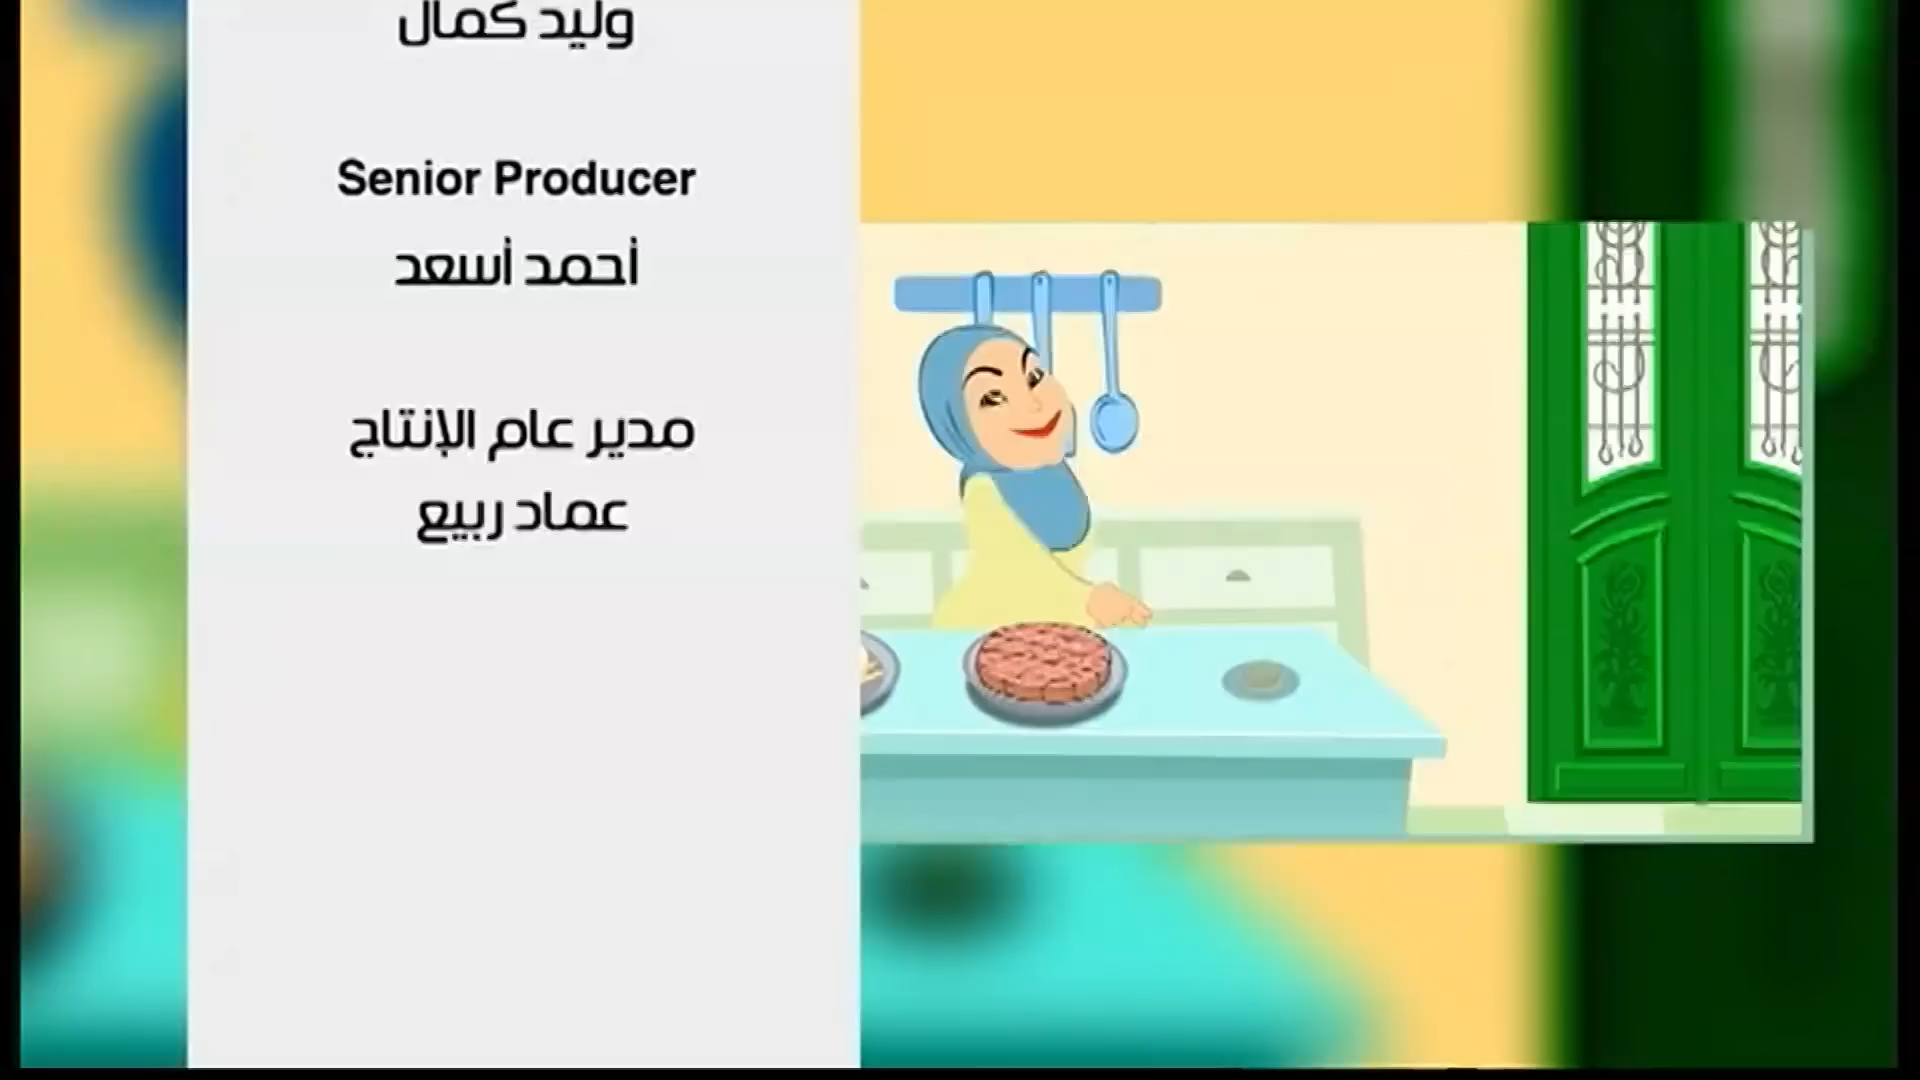 وليد كمال
Senior Producer
أحمد أسعد
مدير عام الإنتاج
عماد ربيع